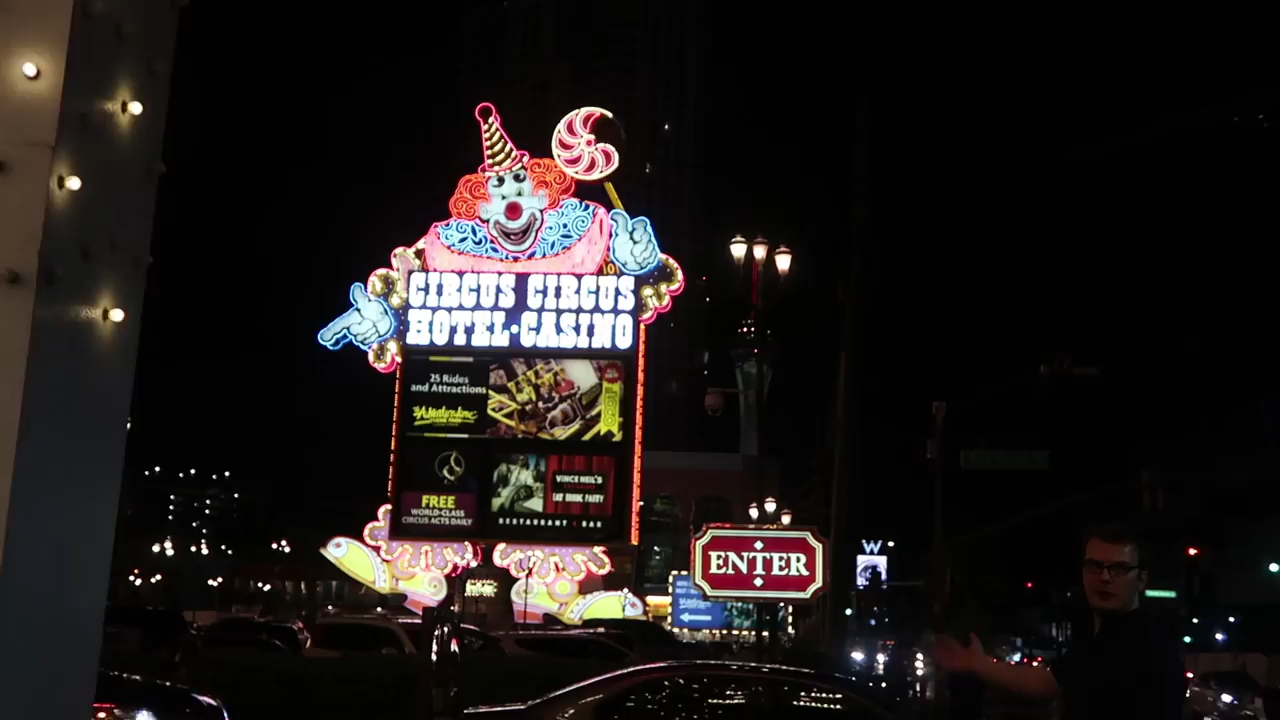 CIRCUS CIRCUS
HOTEL·CASINO
25 Rides
and Attractions
Adventuredome
FREE
WORLD-CLASS
CIRCUS ACTS DAILY
VINCE NEIL'S
EAT DRINK PARTY
RESTAURANT & BAR
ENTER
W